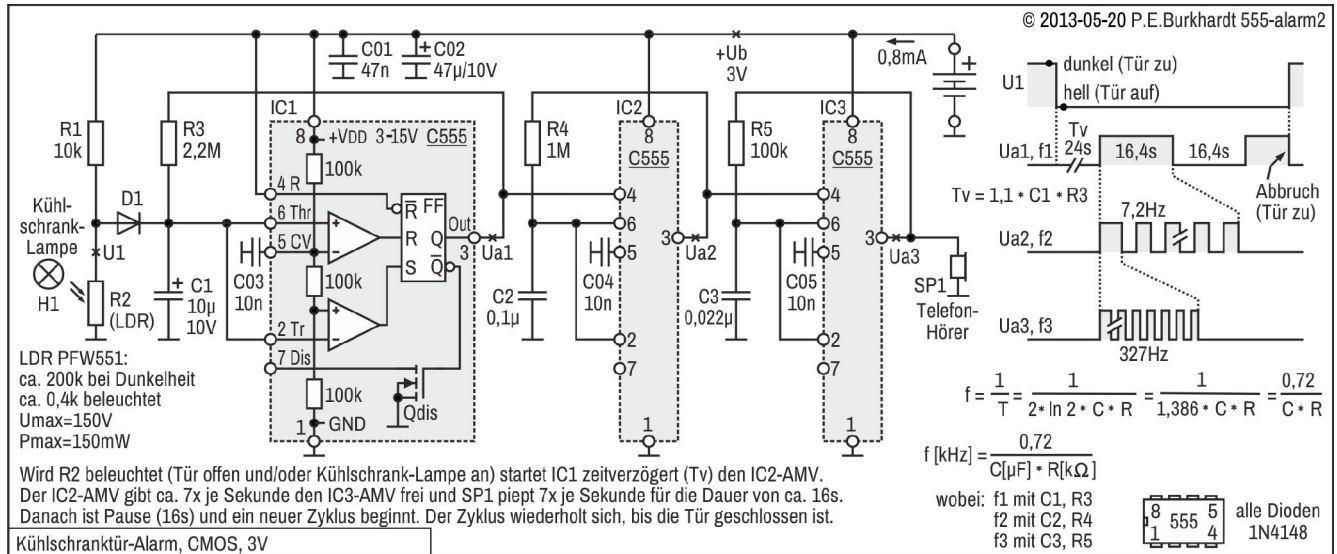 © 2013-05-20 P.E.Burkhardt 555-alarm2
C01
47n
+ C02
47µ/10V
+Ub
3V
0,8mA
+
R1
10k
R3
2,2M
IC1
8
+VDD 3-15V C555
100k
4 R
6 Thr
5 CV
100k
2 Tr
7 Dis
100k
1
GND
Qdis
R FF
R Q
S Q
Out
3
Ua1
D1
Kühl-
schrank-
Lampe
H1
U1
R2
(LDR)
+ C1
10µ
10V
C03
10n
R4
1M
IC2
8
C555
4
6
5
3
2
7
1
Ua2
C04
10n
C2
0,1µ
R5
100k
IC3
8
C555
4
6
5
3
2
7
1
Ua3
C05
10n
C3
0,022µ
SP1
Telefon-
Hörer
LDR PFW551:
ca. 200k bei Dunkelheit
ca. 0,4k beleuchtet
Umax=150V
Pmax=150mW
U1
dunkel (Tür zu)
hell (Tür auf)
Ua1, f1
Tv
24s
16,4s
16,4s
Tv = 1,1 * C1 * R3
Abbruch
(Tür zu)
7,2Hz
Ua2, f2
Ua3, f3
327Hz
f = 1/T = 1/(2 * ln 2 * C * R) = 1/(1,386 * C * R) = 0,72/(C * R)
f [kHz] = 0,72/(C[µF] * R[kΩ])
wobei: f1 mit C1, R3
f2 mit C2, R4
f3 mit C3, R5
8 5
555
1 4
alle Dioden
1N4148
Wird R2 beleuchtet (Tür offen und/oder Kühlschrank-Lampe an) startet IC1 zeitverzögert (Tv) den IC2-AMV.
Der IC2-AMV gibt ca. 7x je Sekunde den IC3-AMV frei und SP1 piept 7x je Sekunde für die Dauer von ca. 16s.
Danach ist Pause (16s) und ein neuer Zyklus beginnt. Der Zyklus wiederholt sich, bis die Tür geschlossen ist.
Kühlschranktür-Alarm, CMOS, 3V